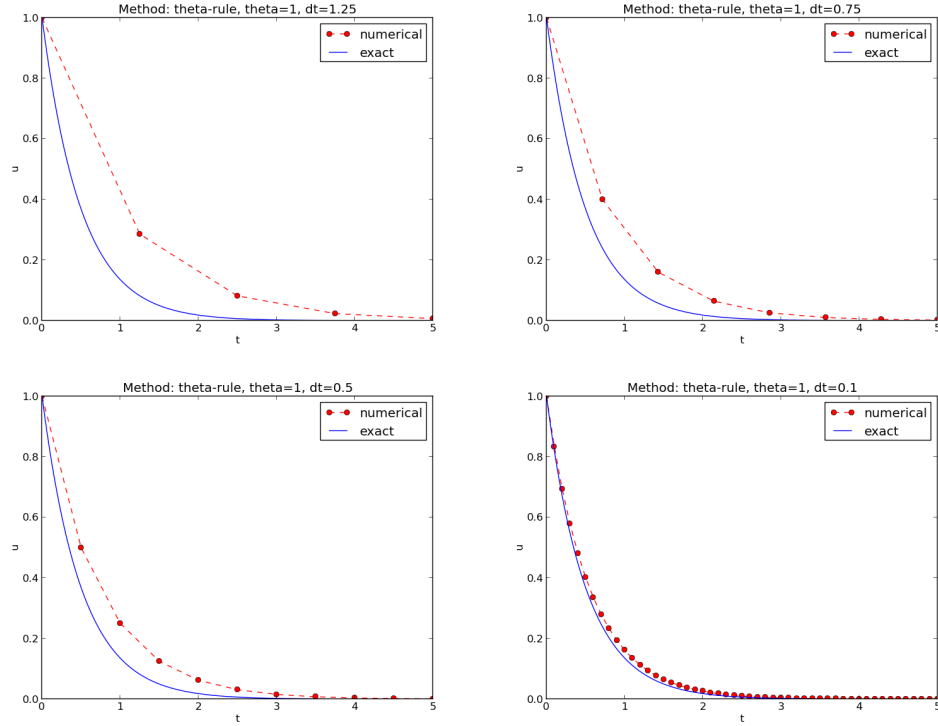 Method: theta-rule, theta=1, dt=1.25
1.0
0.8
0.6
0.4
0.2
0.0
u
numerical
exact
0 1 2 3 4 5
t
Method: theta-rule, theta=1, dt=0.75
1.0
0.8
0.6
0.4
0.2
0.0
u
numerical
exact
0 1 2 3 4 5
t
Method: theta-rule, theta=1, dt=0.5
1.0
0.8
0.6
0.4
0.2
0.0
u
numerical
exact
0 1 2 3 4 5
t
Method: theta-rule, theta=1, dt=0.1
1.0
0.8
0.6
0.4
0.2
0.0
u
numerical
exact
0 1 2 3 4 5
t